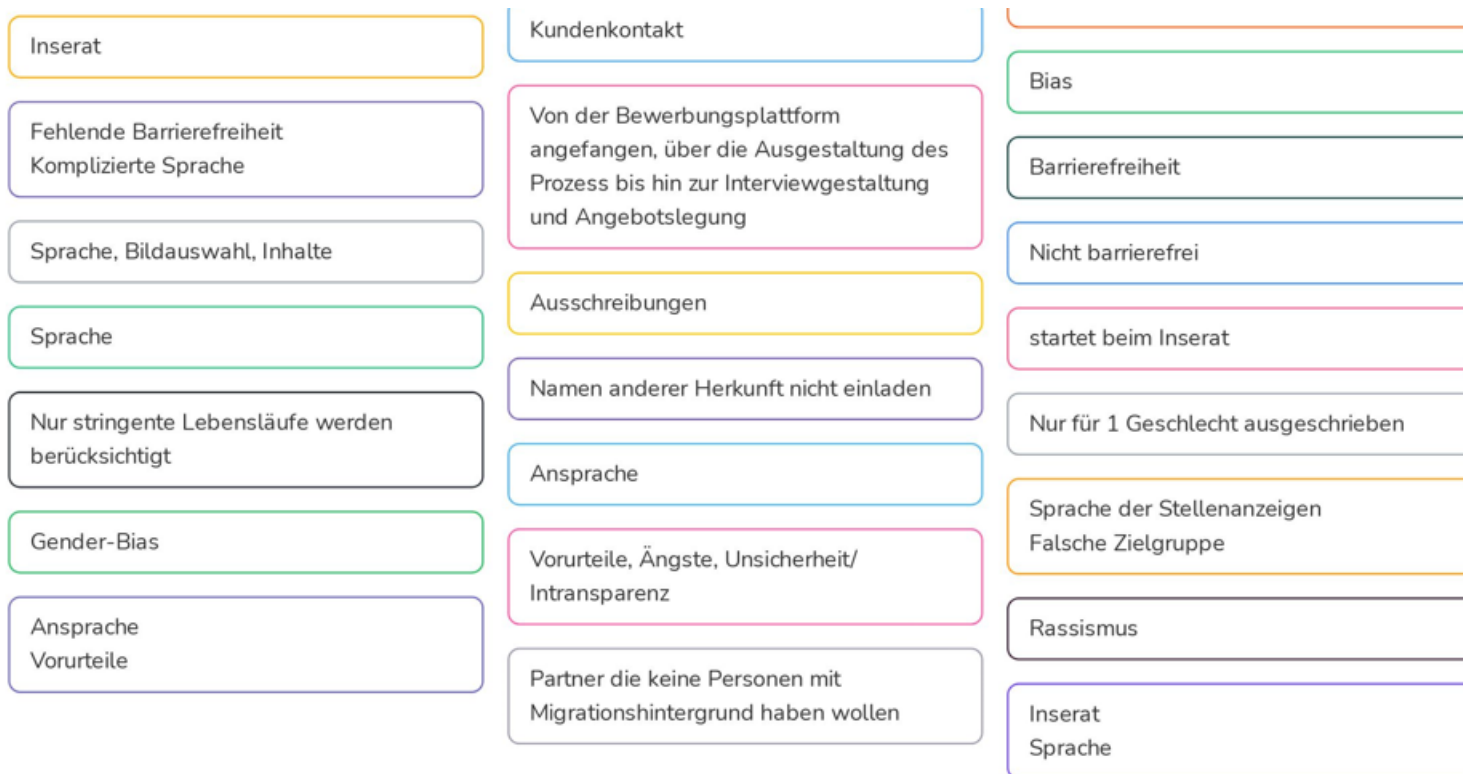 Inserat
Fehlende Barrierefreiheit
Komplizierte Sprache
Sprache, Bildauswahl, Inhalte
Sprache
Nur stringente Lebensläufe werden
berücksichtigt
Gender-Bias
Ansprache
Vorurteile
Kundenkontakt
Von der Bewerbungsplattform
angefangen, über die Ausgestaltung des
Prozess bis hin zur Interviewgestaltung
und Angebotslegung
Ausschreibungen
Namen anderer Herkunft nicht einladen
Ansprache
Vorurteile, Ängste, Unsicherheit/
Intransparenz
Partner die keine Personen mit
Migrationshintergrund haben wollen
Bias
Barrierefreiheit
Nicht barrierefrei
startet beim Inserat
Nur für 1 Geschlecht ausgeschrieben
Sprache der Stellenanzeigen
Falsche Zielgruppe
Rassismus
Inserat
Sprache